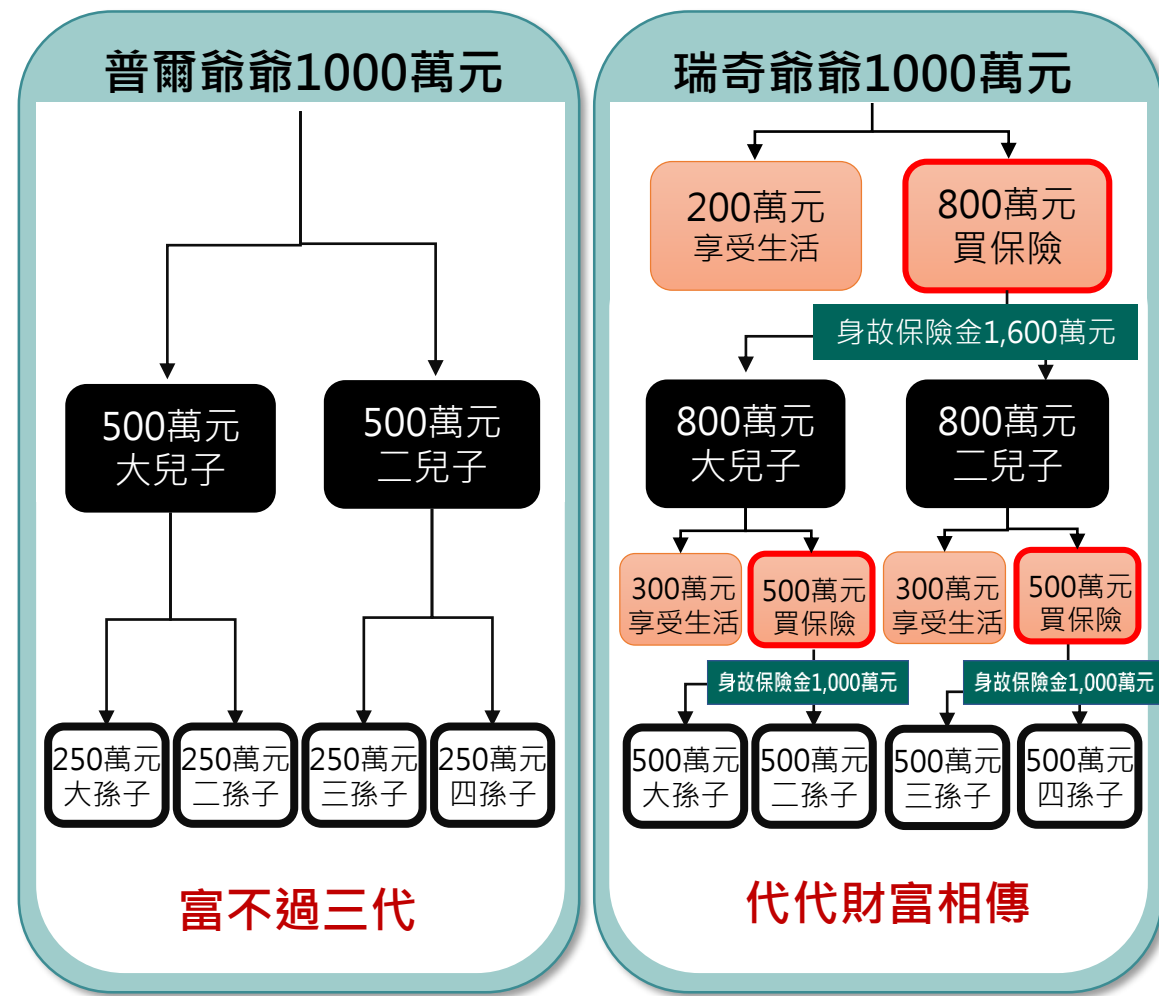 普爾爺爺1000萬元
500萬元
大兒子
500萬元
二兒子
250萬元
大孫子
250萬元
二孫子
250萬元
三孫子
250萬元
四孫子
富不過三代
瑞奇爺爺1000萬元
200萬元
享受生活
800萬元
買保險
身故保險金1,600萬元
800萬元
大兒子
800萬元
二兒子
300萬元
享受生活
500萬元
買保險
300萬元
享受生活
500萬元
買保險
身故保險金1,000萬元
身故保險金1,000萬元
500萬元
大孫子
500萬元
二孫子
500萬元
三孫子
500萬元
四孫子
代代財富相傳